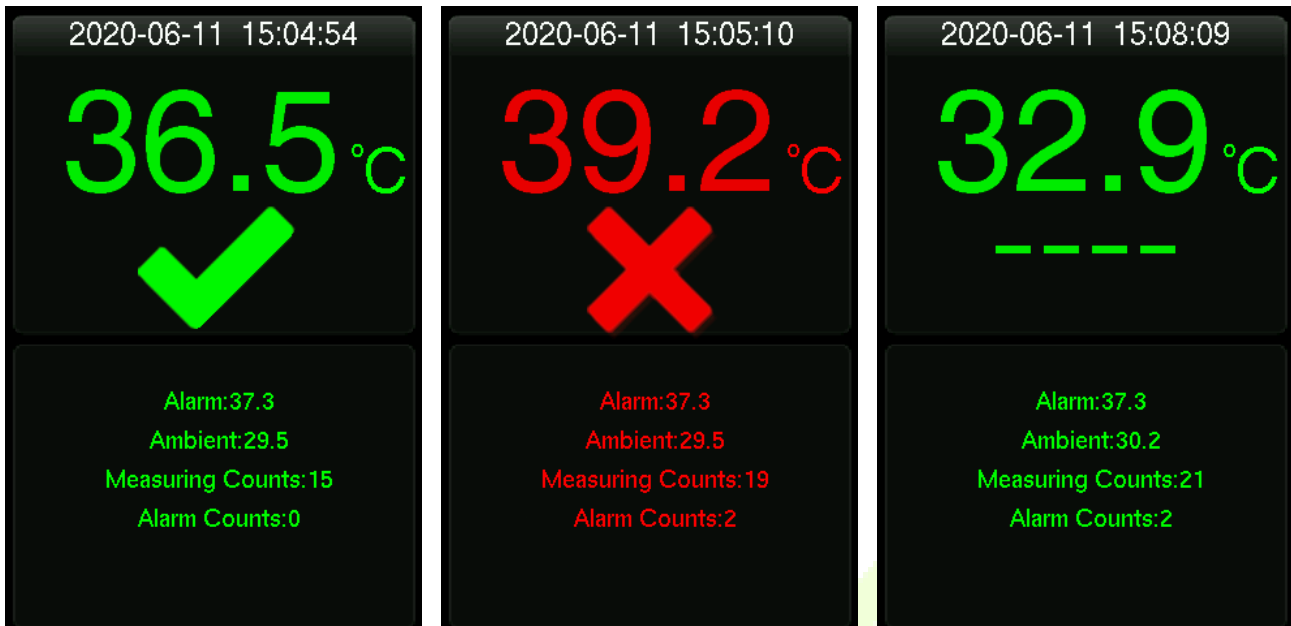 2020-06-11 15:04:54
36.5°C
Alarm:37.3
Ambient:29.5
Measuring Counts:15
Alarm Counts:0
2020-06-11 15:05:10
39.2°C
Alarm:37.3
Ambient:29.5
Measuring Counts:19
Alarm Counts:2
2020-06-11 15:08:09
32.9°C
----
Alarm:37.3
Ambient:30.2
Measuring Counts:21
Alarm Counts:2